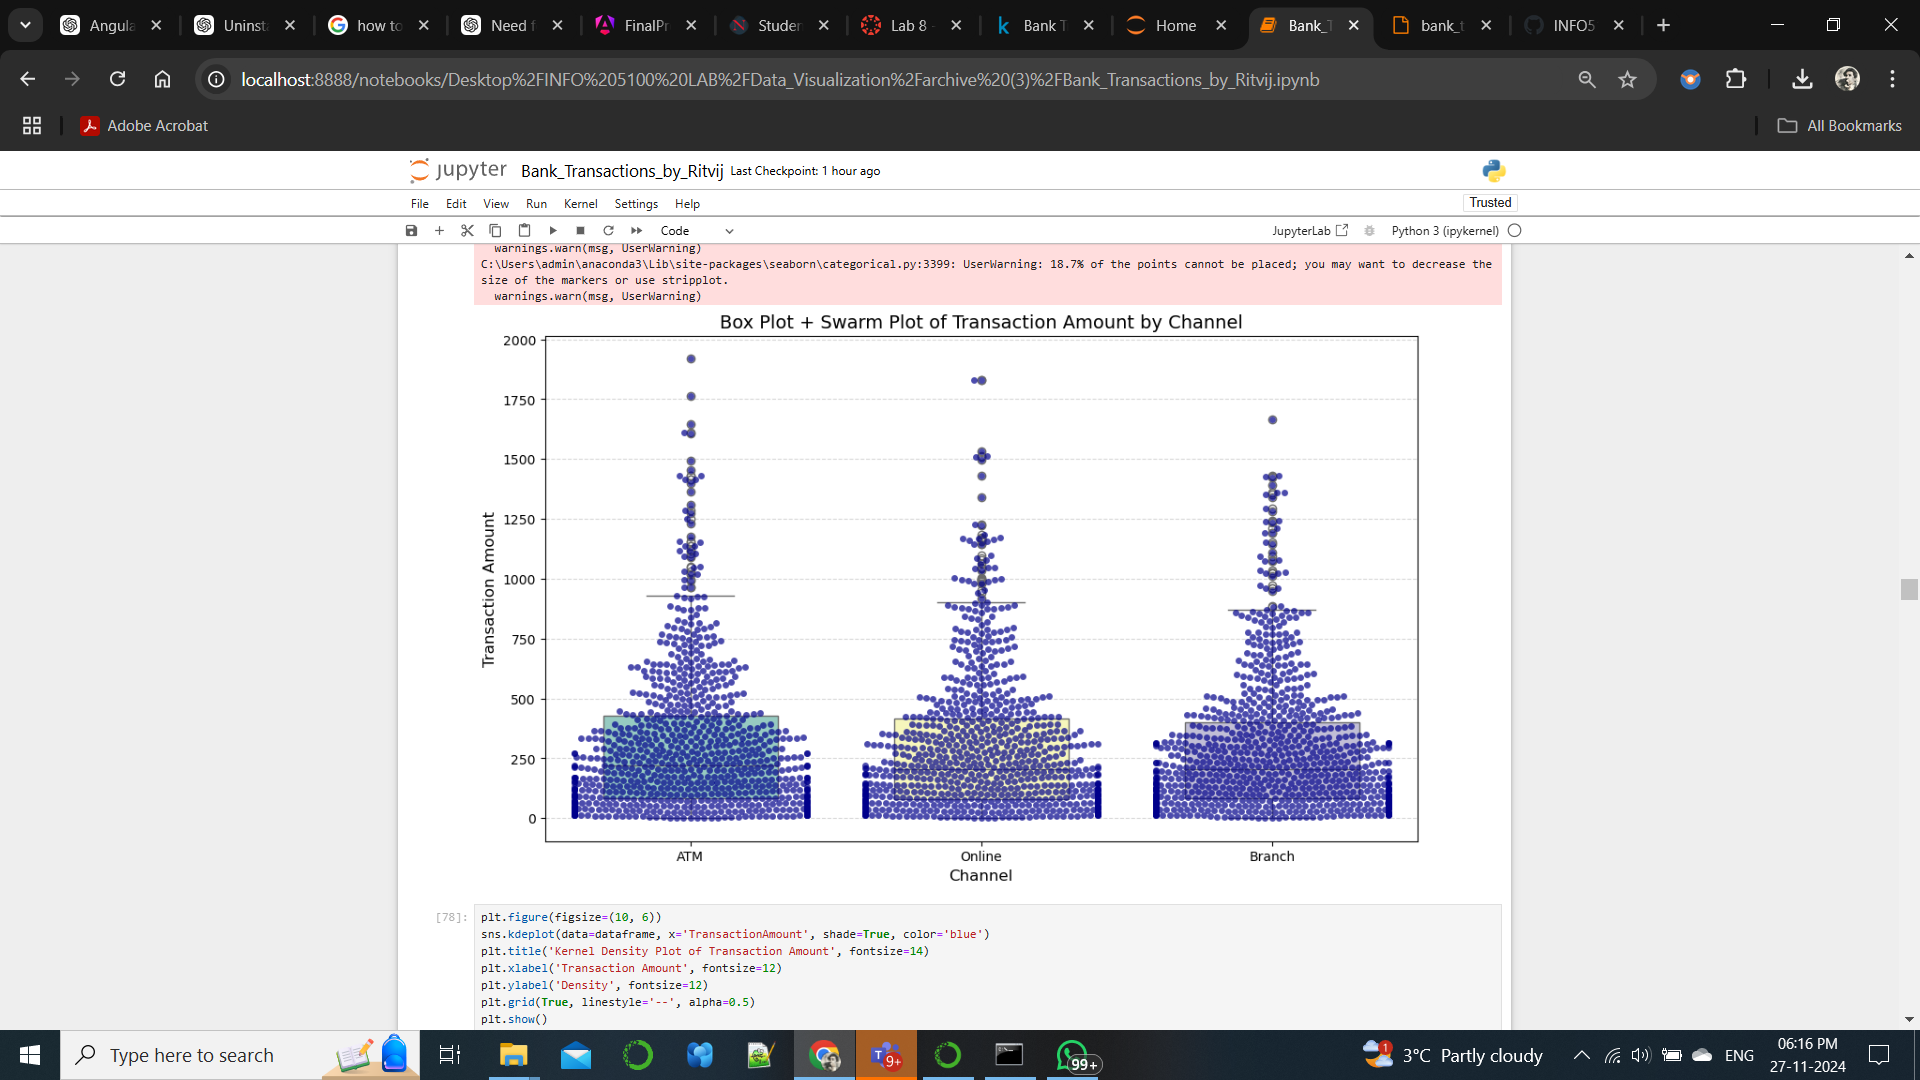 Angula
Uninsta
how to
Need f
FinalPr
Studen
Lab 8 -
Bank T
Home
Bank_T
bank_t
INFO5
localhost:8888/notebooks/Desktop%2FINFO%205100%20LAB%2FData_Visualization%2Farchive%20(3)%2FBank_Transactions_by_Ritvij.ipynb
Adobe Acrobat
All Bookmarks
jupyter Bank_Transactions_by_Ritvij Last Checkpoint: 1 hour ago
File Edit View Run Kernel Settings Help
Trusted
Code
JupyterLab
Python 3 (ipykernel)
warnings.warn(msg, UserWarning)
C:\Users\admin\anaconda3\Lib\site-packages\seaborn\categorical.py:3399: UserWarning: 18.7% of the points cannot be placed; you may want to decrease the
size of the markers or use stripplot.
warnings.warn(msg, UserWarning)
Box Plot + Swarm Plot of Transaction Amount by Channel
2000
1750
1500
1250
1000
750
500
250
0
Transaction Amount
ATM
Online
Branch
Channel
[78]:
plt.figure(figsize=(10, 6))
sns.kdeplot(data=dataframe, x='TransactionAmount', shade=True, color='blue')
plt.title('Kernel Density Plot of Transaction Amount', fontsize=14)
plt.xlabel('Transaction Amount', fontsize=12)
plt.ylabel('Density', fontsize=12)
plt.grid(True, linestyle='--', alpha=0.5)
plt.show()
Type here to search
9+
99+
1
3°C Partly cloudy
ENG
06:16 PM
27-11-2024